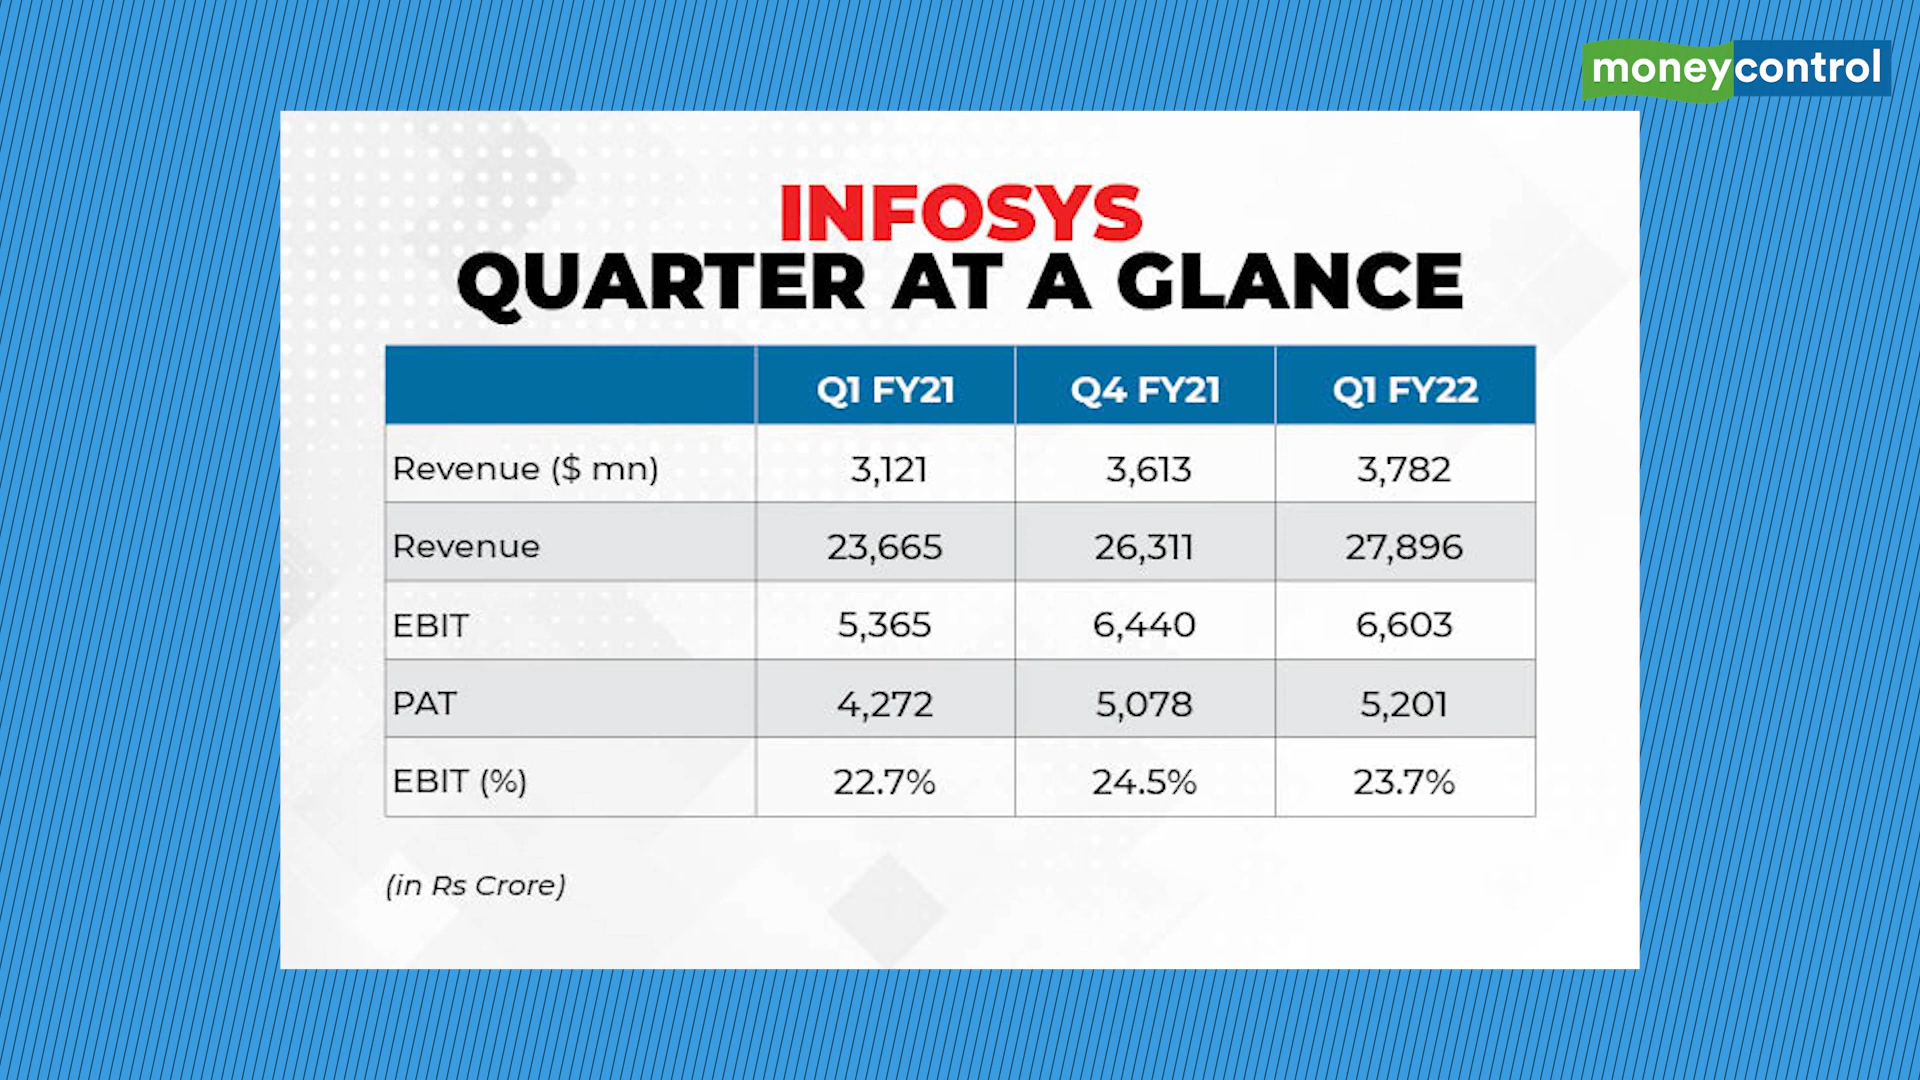 moneycontrol
INFOSYS
QUARTER AT A GLANCE
Q1 FY21 Q4 FY21 Q1 FY22
Revenue ($ mn) 3,121 3,613 3,782
Revenue 23,665 26,311 27,896
EBIT 5,365 6,440 6,603
PAT 4,272 5,078 5,201
EBIT (%) 22.7% 24.5% 23.7%
(in Rs Crore)